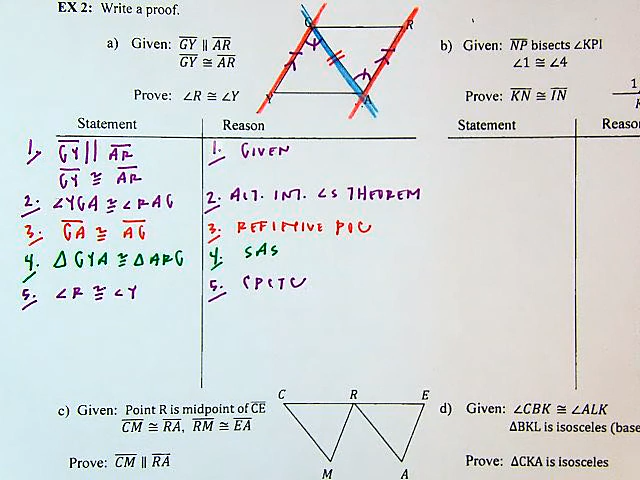 EX 2: Write a proof.
a) Given: GY ∥ AR
GY ≅ AR
Prove: ∠R ≅ ∠Y
G
R
Y
A
b) Given: NP bisects ∠KPI
∠1 ≅ ∠4
Prove: KN ≅ IN
1
K
Statement
Reason
1. GY ∥ AR
GY ≅ AR
1. GIVEN
2. ∠YGA ≅ ∠RAG
2. ALT. INT. ∠S THEOREM
3. GA ≅ AG
3. REFLEXIVE POC
4. ΔGYA ≅ ΔARG
4. SAS
5. ∠R ≅ ∠Y
5. CPCTC
Statement
Reason
c) Given: Point R is midpoint of CE
CM ≅ RA, RM ≅ EA
Prove: CM ∥ RA
C
R
E
M
A
d) Given: ∠CBK ≅ ∠ALK
ΔBKL is isosceles (base
Prove: ΔCKA is isosceles.